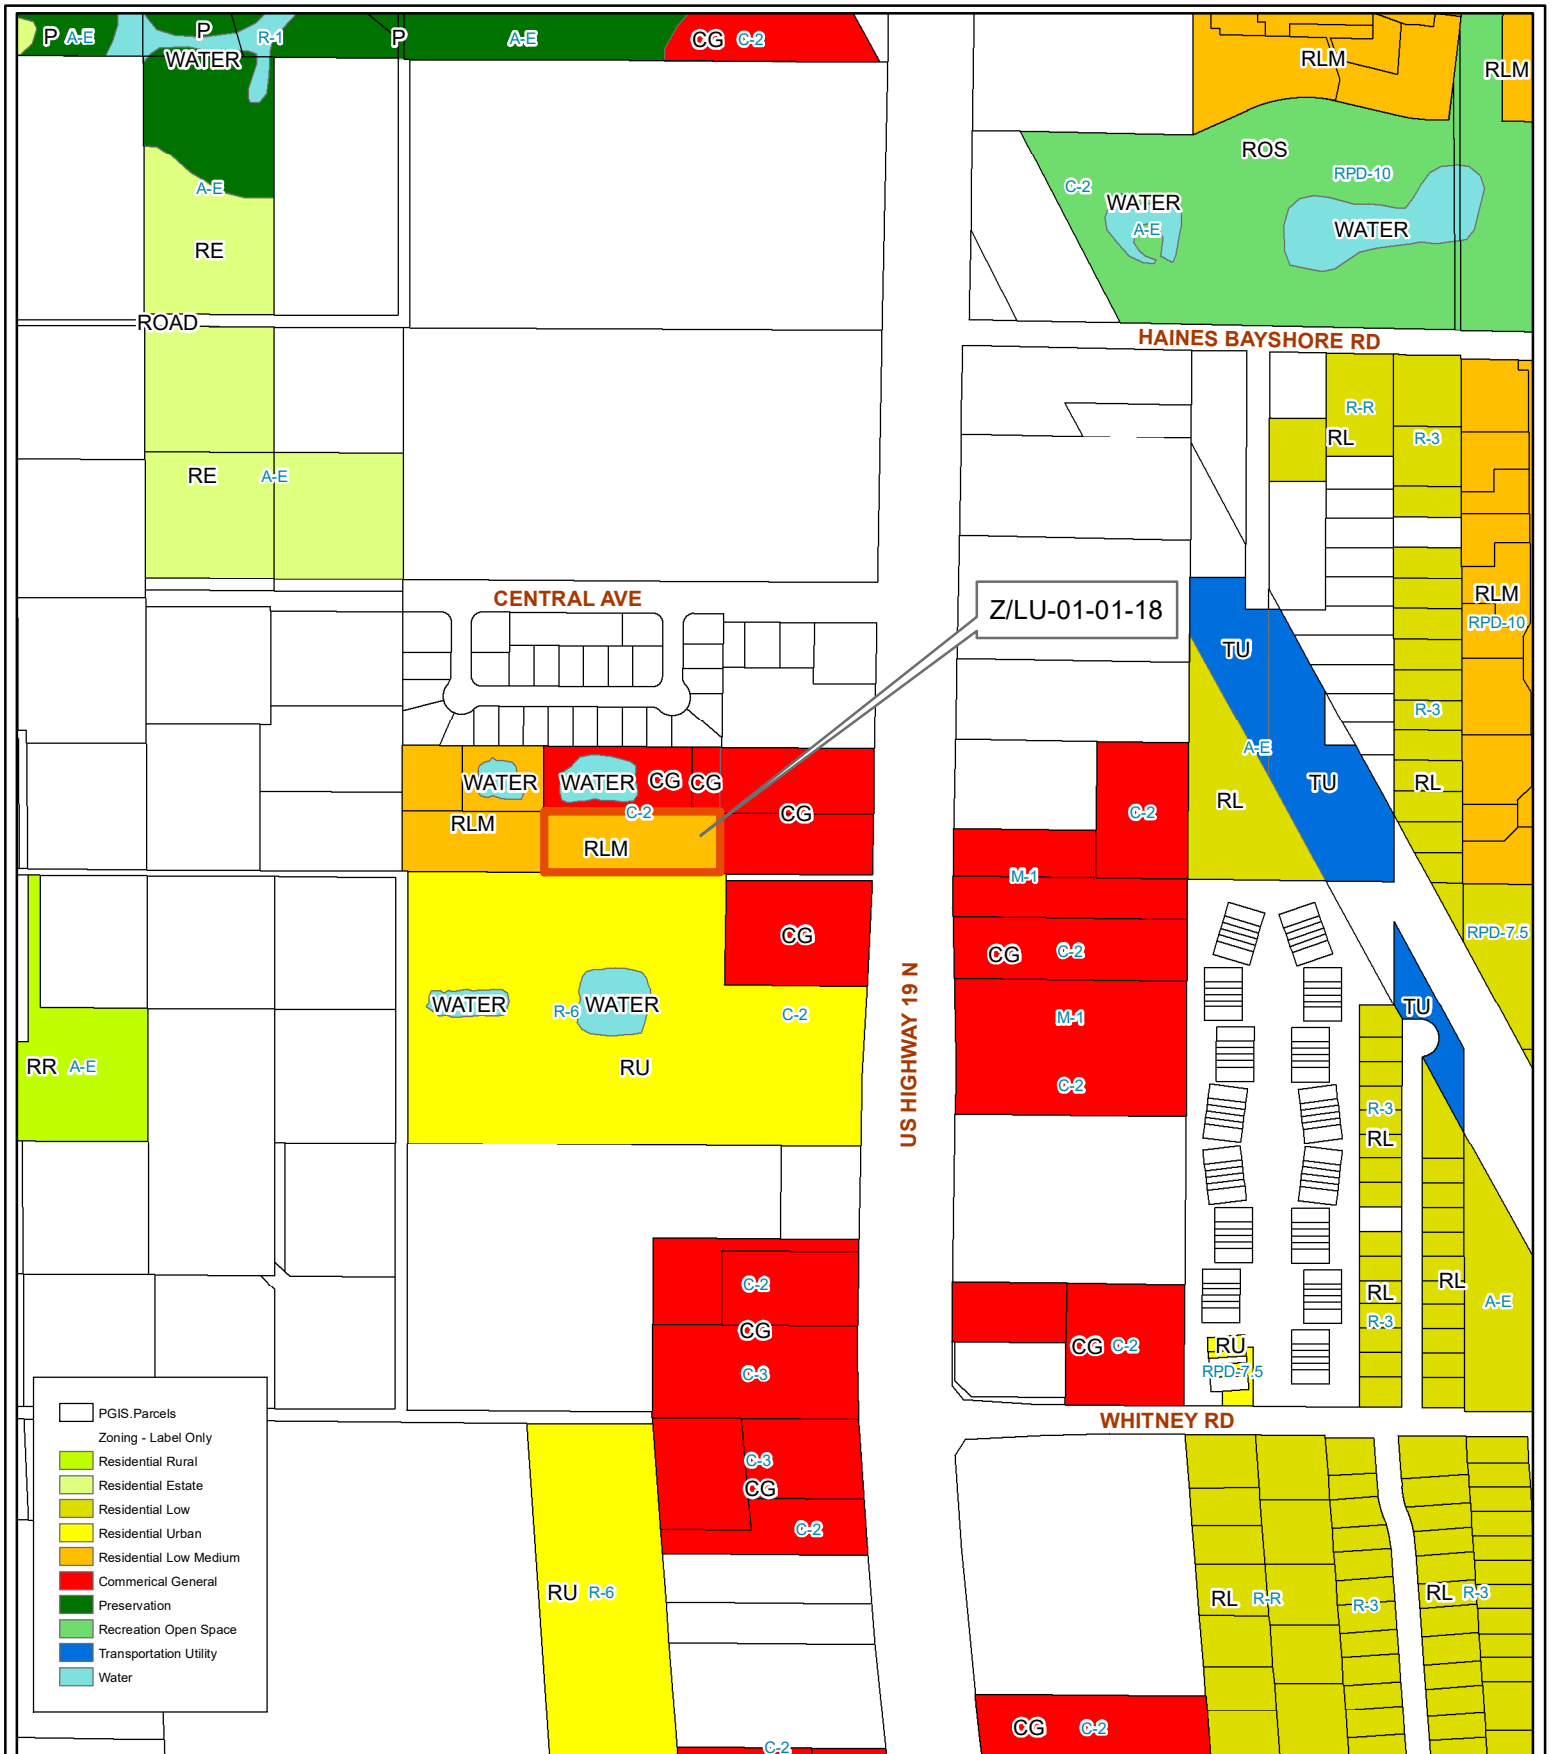 P A-E
P
R-1
P
A-E
CG C-2
WATER
RLM
RLM
A-E
ROS
RPD-10
C-2
WATER
A-E
WATER
RE
ROAD
HAINES BAYSHORE RD
R-R
RL
R-3
RE A-E
CENTRAL AVE
Z/LU-01-01-18
RLM
RPD-10
TU
R-3
A-E
TU
RL
RL
WATER
WATER
CG
CG
C-2
CG
C-2
RLM
RLM
M-1
CG
CG
C-2
RPD-7.5
WATER
R-6
WATER
C-2
TU
M-1
US HIGHWAY 19 N
RR A-E
RU
C-2
R-3
RL
C-2
CG
C-3
RL
RL
A-E
R-3
CG C-2
RU
RPD-7.5
WHITNEY RD
C-3
CG
C-2
RU R-6
RL R-R
R-3
RL R-3
CG C-2
C-2
PGIS.Parcels
Zoning - Label Only
Residential Rural
Residential Estate
Residential Low
Residential Urban
Residential Low Medium
Commerical General
Preservation
Recreation Open Space
Transportation Utility
Water